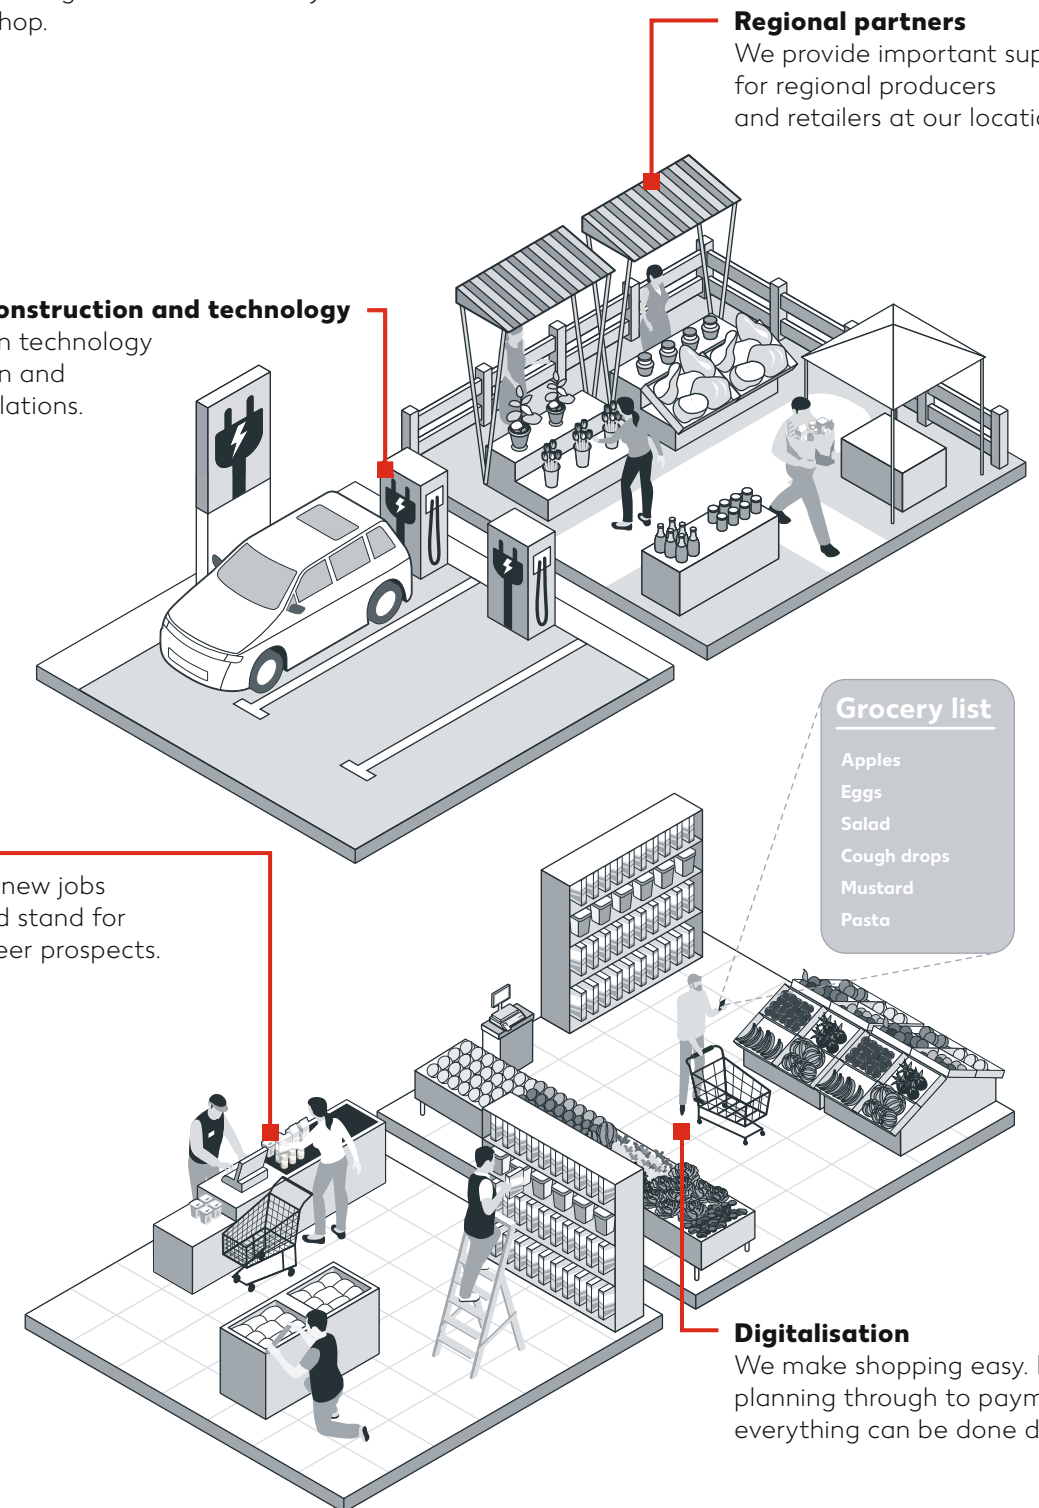 hop.
Regional partners
We provide important sup
for regional producers
and retailers at our locatio
onstruction and technology
n technology
n and
lations.
Grocery list
Apples
Eggs
Salad
Cough drops
Mustard
Pasta
new jobs
d stand for
eer prospects.
Digitalisation
We make shopping easy.
planning through to paym
everything can be done d